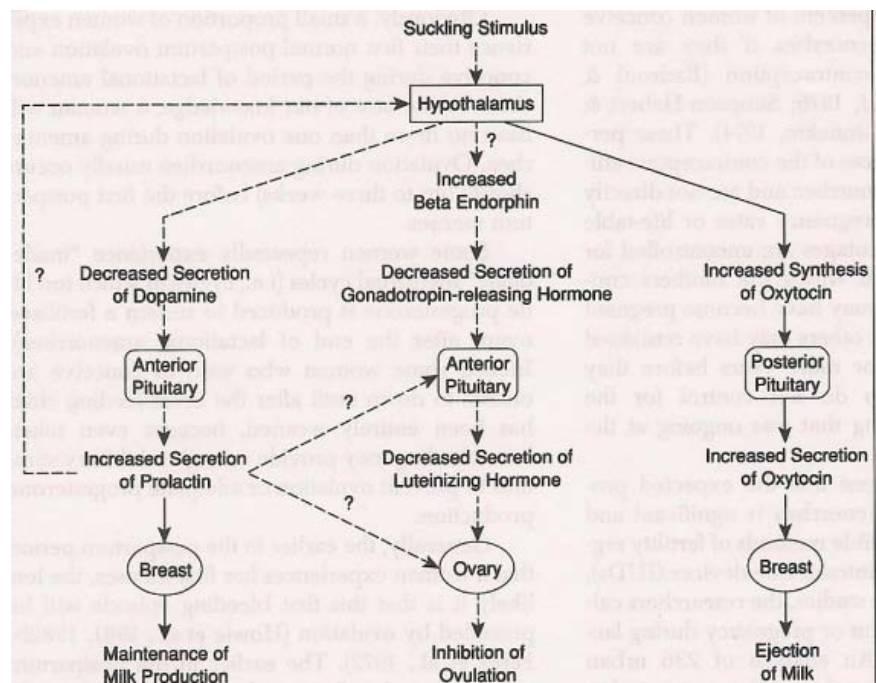 Suckling Stimulus
Hypothalamus
?
Increased
Beta Endorphin
?
Decreased Secretion
of Dopamine
Decreased Secretion of
Gonadotropin-releasing Hormone
Increased Synthesis
of Oxytocin
Anterior
Pituitary
Anterior
Pituitary
Posterior
Pituitary
?
Increased Secretion
of Prolactin
Decreased Secretion of
Luteinizing Hormone
Increased Secretion
of Oxytocin
?
Breast
Ovary
Breast
Maintenance of
Milk Production
Inhibition of
Ovulation
Ejection
of Milk